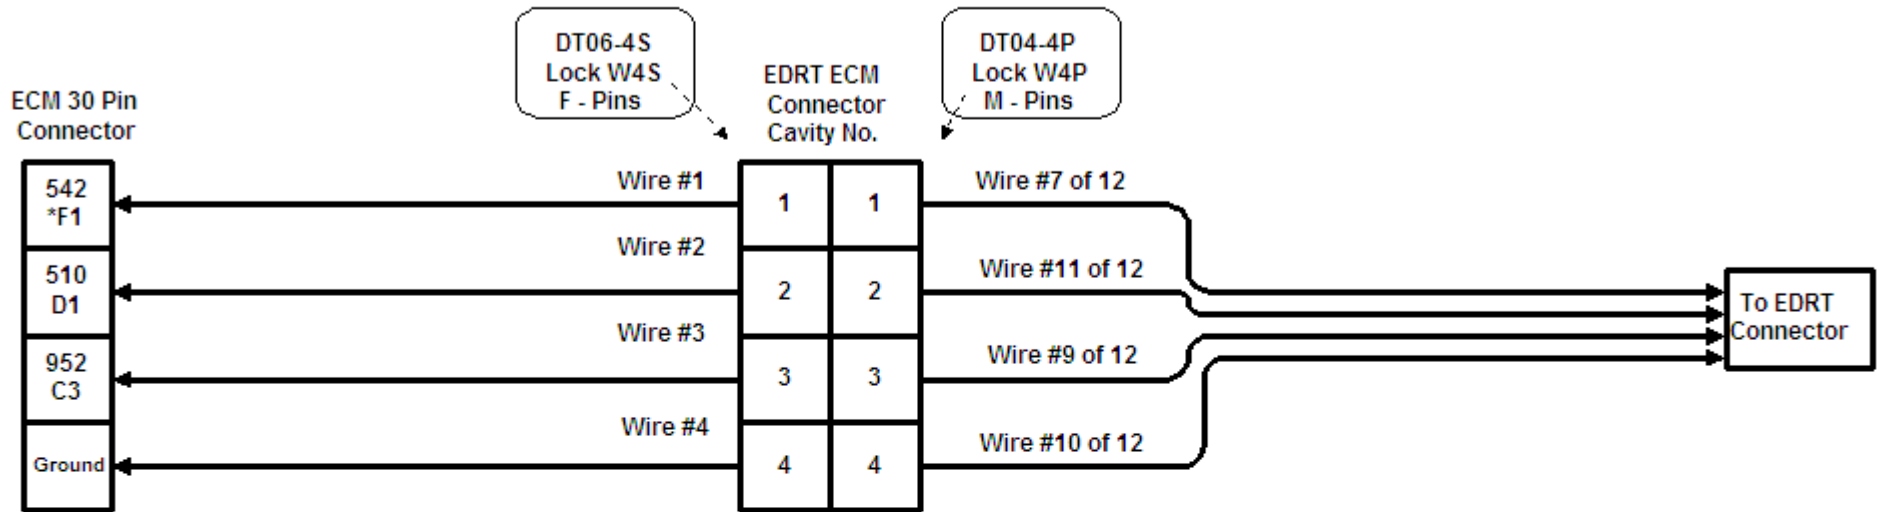 DT06-4S
Lock W4S
F - Pins
DT04-4P
Lock W4P
M - Pins
ECM 30 Pin
Connector
EDRT ECM
Connector
Cavity No.
542
*F1
Wire #1
1
1
Wire #7 of 12
510
D1
Wire #2
2
2
Wire #11 of 12
952
C3
Wire #3
3
3
Wire #9 of 12
Ground
Wire #4
4
4
Wire #10 of 12
To EDRT
Connector